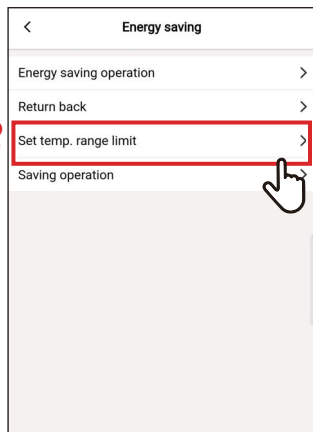 Energy saving
Energy saving operation
Return back
Set temp. range limit
Saving operation